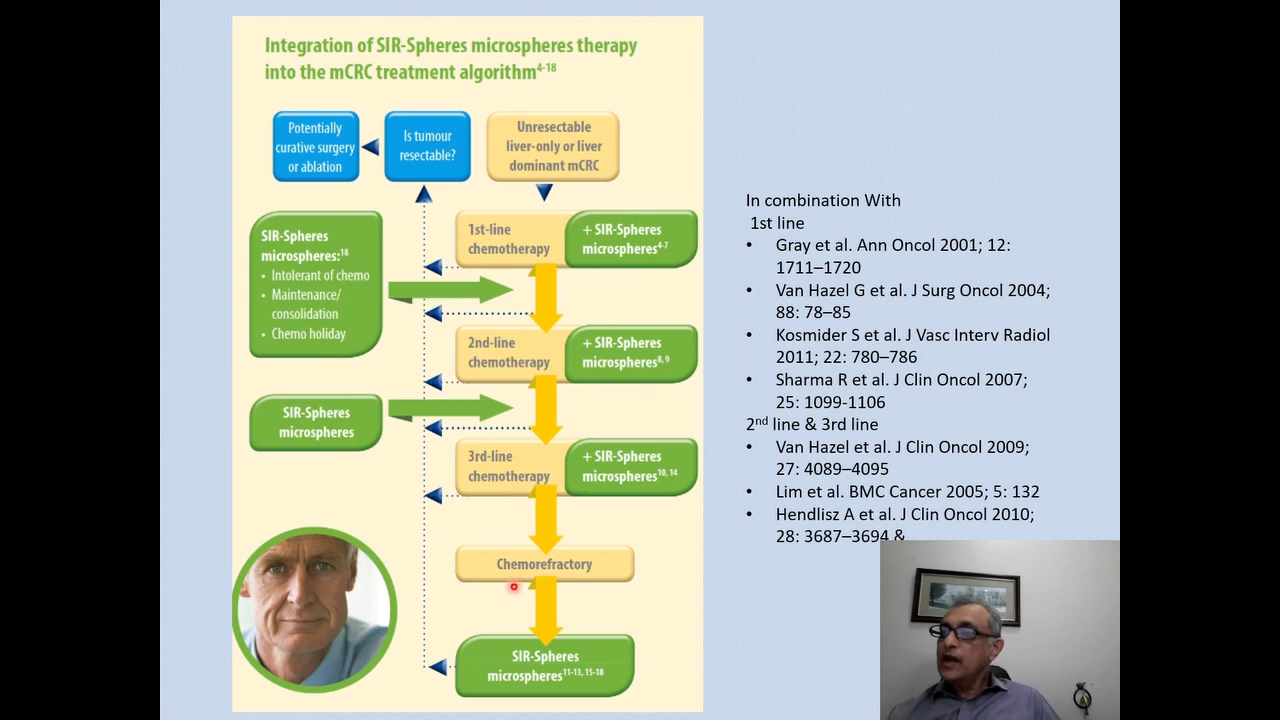 Integration of SIR-Spheres microspheres therapy
into the mCRC treatment algorithm4-18
Potentially
curative surgery
or ablation
Is tumour
resectable?
Unresectable
liver-only or liver
dominant mCRC
SIR-Spheres
microspheres:18
• Intolerant of chemo
• Maintenance/
consolidation
• Chemo holiday
1st-line
chemotherapy
+ SIR-Spheres
microspheres4-7
2nd-line
chemotherapy
+ SIR-Spheres
microspheres8, 9
SIR-Spheres
microspheres
3rd-line
chemotherapy
+ SIR-Spheres
microspheres10, 14
Chemorefractory
SIR-Spheres
microspheres11-13, 15-18
In combination With
1st line
• Gray et al. Ann Oncol 2001; 12:
1711–1720
• Van Hazel G et al. J Surg Oncol 2004;
88: 78–85
• Kosmider S et al. J Vasc Interv Radiol
2011; 22: 780–786
• Sharma R et al. J Clin Oncol 2007;
25: 1099-1106
2nd line & 3rd line
• Van Hazel et al. J Clin Oncol 2009;
27: 4089–4095
• Lim et al. BMC Cancer 2005; 5: 132
• Hendlisz A et al. J Clin Oncol 2010;
28: 3687–3694 &